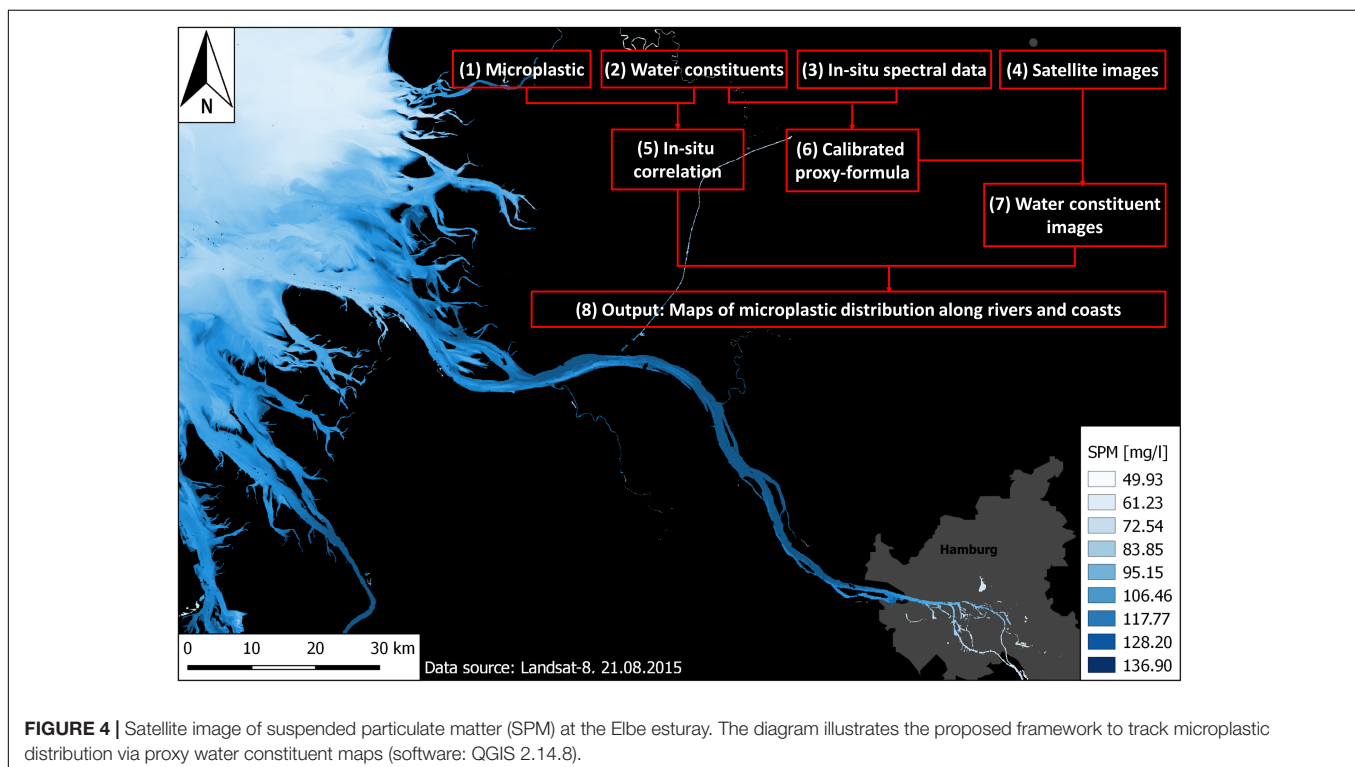 N
(1) Microplastic
(2) Water constituents
(3) In-situ spectral data
(4) Satellite images
(5) In-situ
correlation
(6) Calibrated
proxy-formula
(7) Water constituent
images
(8) Output: Maps of microplastic distribution along rivers and coasts
Hamburg
SPM [mg/l]
49.93
61.23
72.54
83.85
95.15
106.46
117.77
128.20
136.90
0 10 20 30 km
Data source: Landsat-8. 21.08.2015
FIGURE 4 | Satellite image of suspended particulate matter (SPM) at the Elbe esturay. The diagram illustrates the proposed framework to track microplastic
distribution via proxy water constituent maps (software: QGIS 2.14.8).